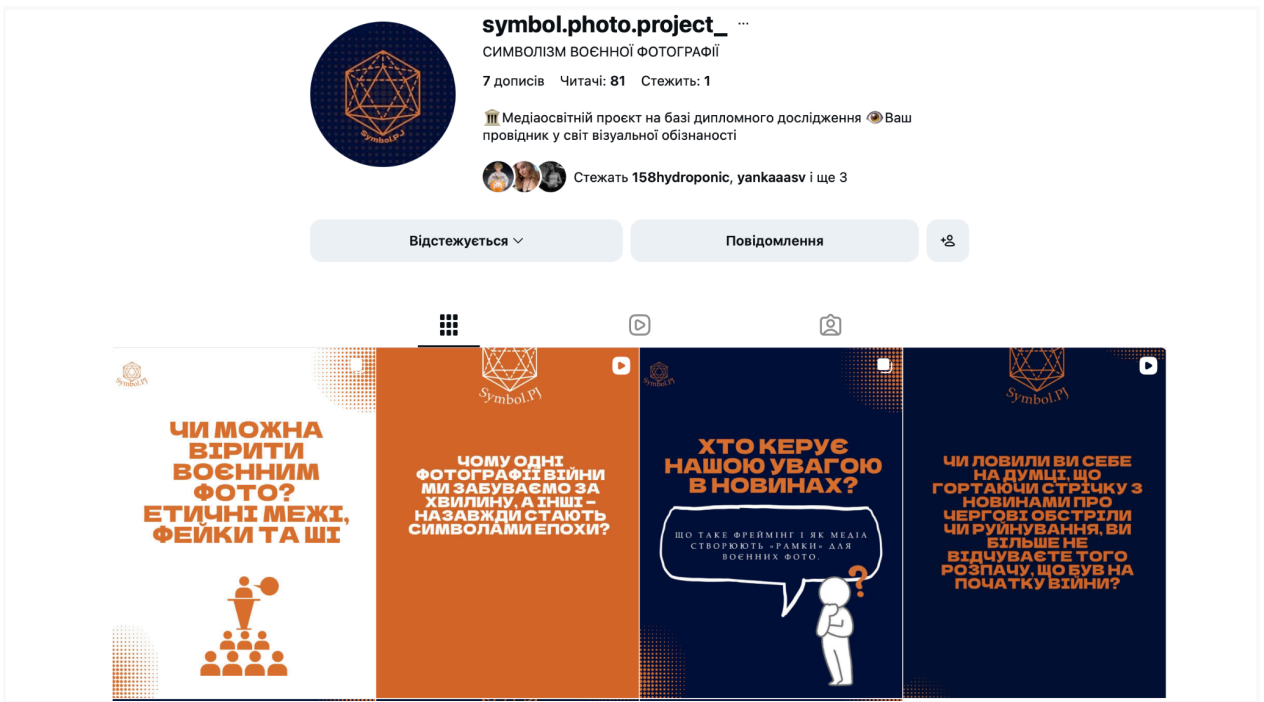 symbol.photo.project_ ...
СИМВОЛІЗМ ВОЄННОЇ ФОТОГРАФІЇ
7 дописів Читачі: 81 Стежить: 1
🏛️Медіаосвітній проєкт на базі дипломного дослідження 👁️Ваш
провідник у світ візуальної обізнаності
Symbol.PJ
Стежать 158hydroponic, yankaaasv і ще 3
Відстежується
Повідомлення
Symbol.PJ
ЧИ МОЖНА
ВІРИТИ
ВОЄННИМ
ФОТО?
ЕТИЧНІ МЕЖІ,
ФЕЙКИ ТА ШІ
Symbol.PJ
ЧОМУ ОДНІ
ФОТОГРАФІЇ ВІЙНИ
МИ ЗАБУВАЄМО ЗА
ХВИЛИНУ, А ІНШІ –
НАЗАВЖДИ СТАЮТЬ
СИМВОЛАМИ ЕПОХИ?
Symbol.PJ
ХТО КЕРУЄ
НАШОЮ УВАГОЮ
В НОВИНАХ?
ЩО ТАКЕ ФРЕЙМІНГ І ЯК МЕДІА
СТВОРЮЮТЬ «РАМКИ» ДЛЯ
ВОЄННИХ ФОТО.
Symbol.PJ
ЧИ ЛОВИЛИ ВИ СЕБЕ
НА ДУМЦІ, ЩО
ГОРТАЮЧИ СТРІЧКУ З
НОВИНАМИ ПРО
ЧЕРГОВІ ОБСТРІЛИ
ЧИ РУЙНУВАННЯ, ВИ
БІЛЬШЕ НЕ
ВІДЧУВАЄТЕ ТОГО
РОЗПАЧУ, ЩО БУВ НА
ПОЧАТКУ ВІЙНИ?